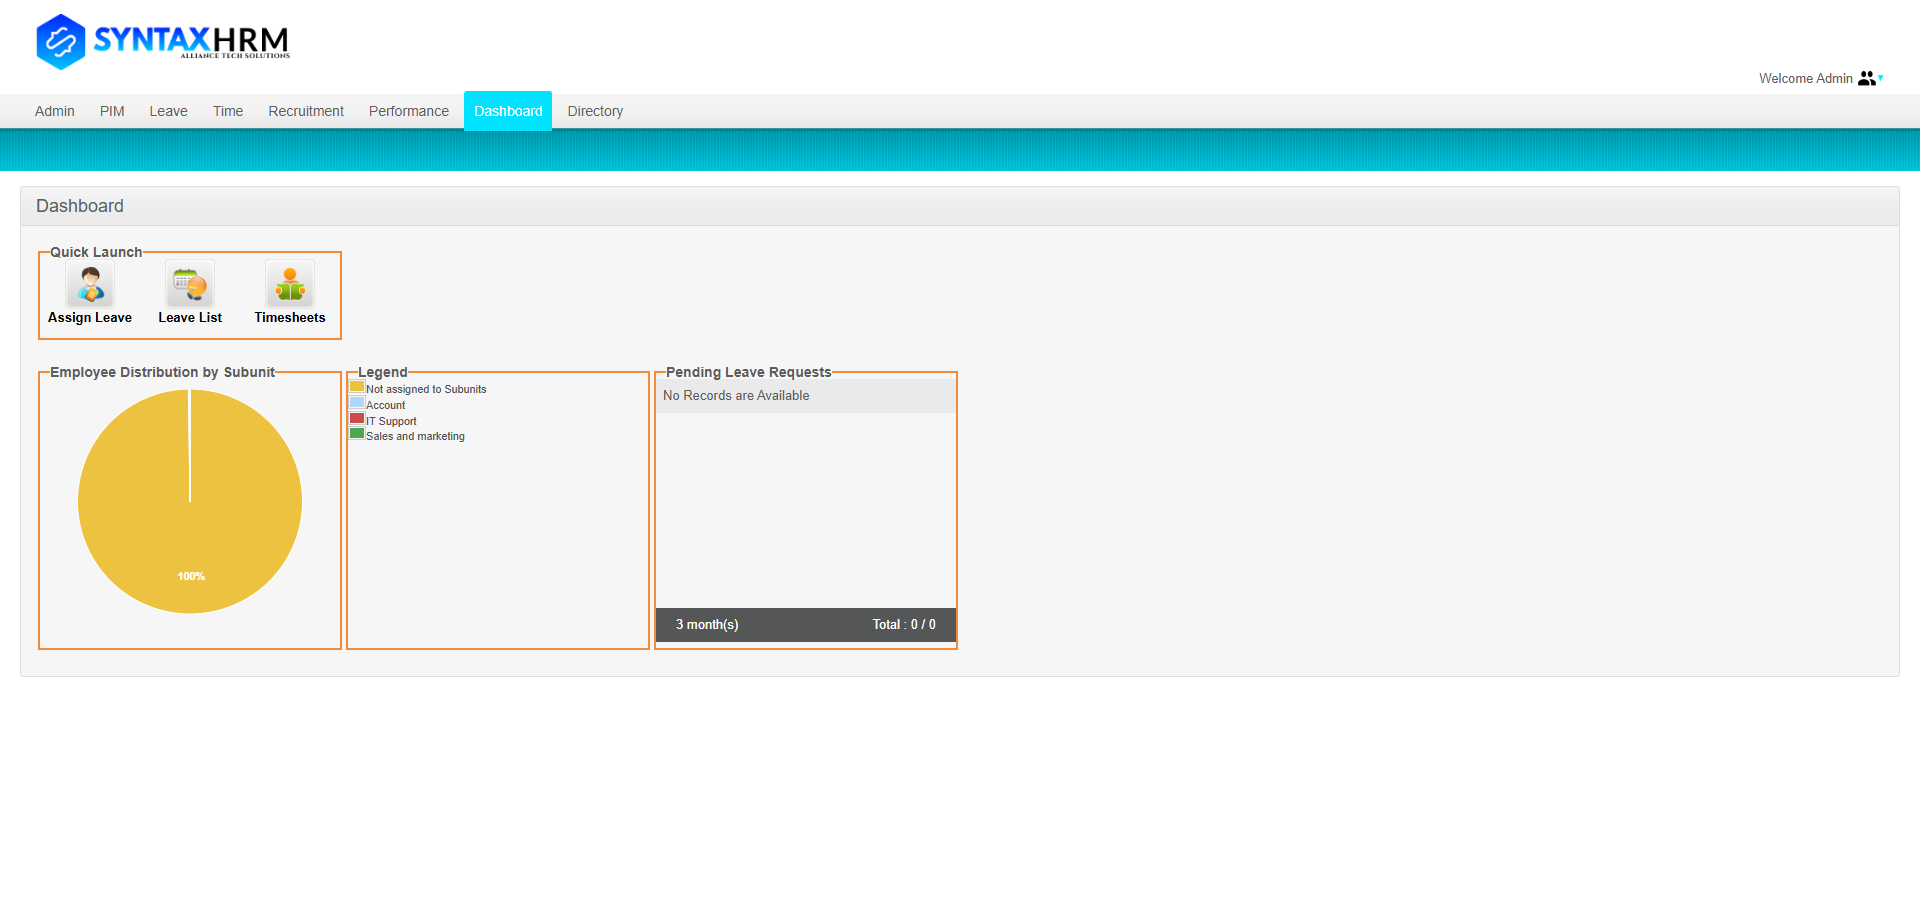 SYNTAXHRM
ALLIANCE TECH SOLUTIONS
Welcome Admin
Admin PIM Leave Time Recruitment Performance Dashboard Directory
Dashboard
Quick Launch
Assign Leave Leave List Timesheets
Employee Distribution by Subunit
100%
Legend
Not assigned to Subunits
Account
IT Support
Sales and marketing
Pending Leave Requests
No Records are Available
3 month(s) Total : 0 / 0